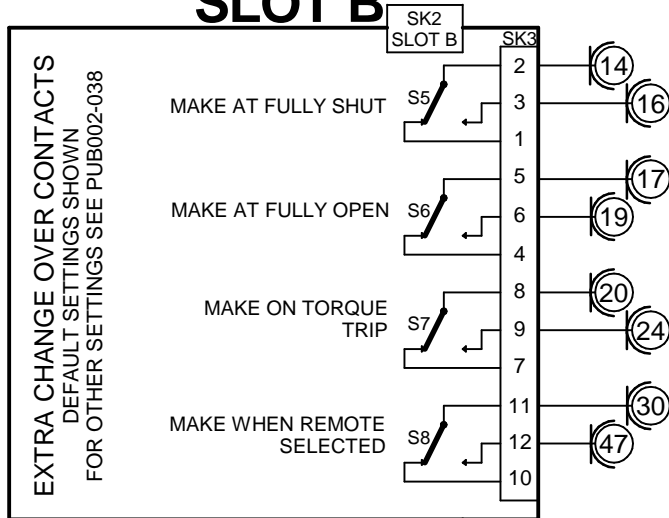 SLOT B
SK2
SLOT B
SK3
EXTRA CHANGE OVER CONTACTS
DEFAULT SETTINGS SHOWN
FOR OTHER SETTINGS SEE PUB002-038
MAKE AT FULLY SHUT
S5
2
3
1
14
16
MAKE AT FULLY OPEN
S6
5
6
4
17
19
MAKE ON TORQUE
TRIP
S7
8
9
7
20
24
MAKE WHEN REMOTE
SELECTED
S8
11
12
10
30
47